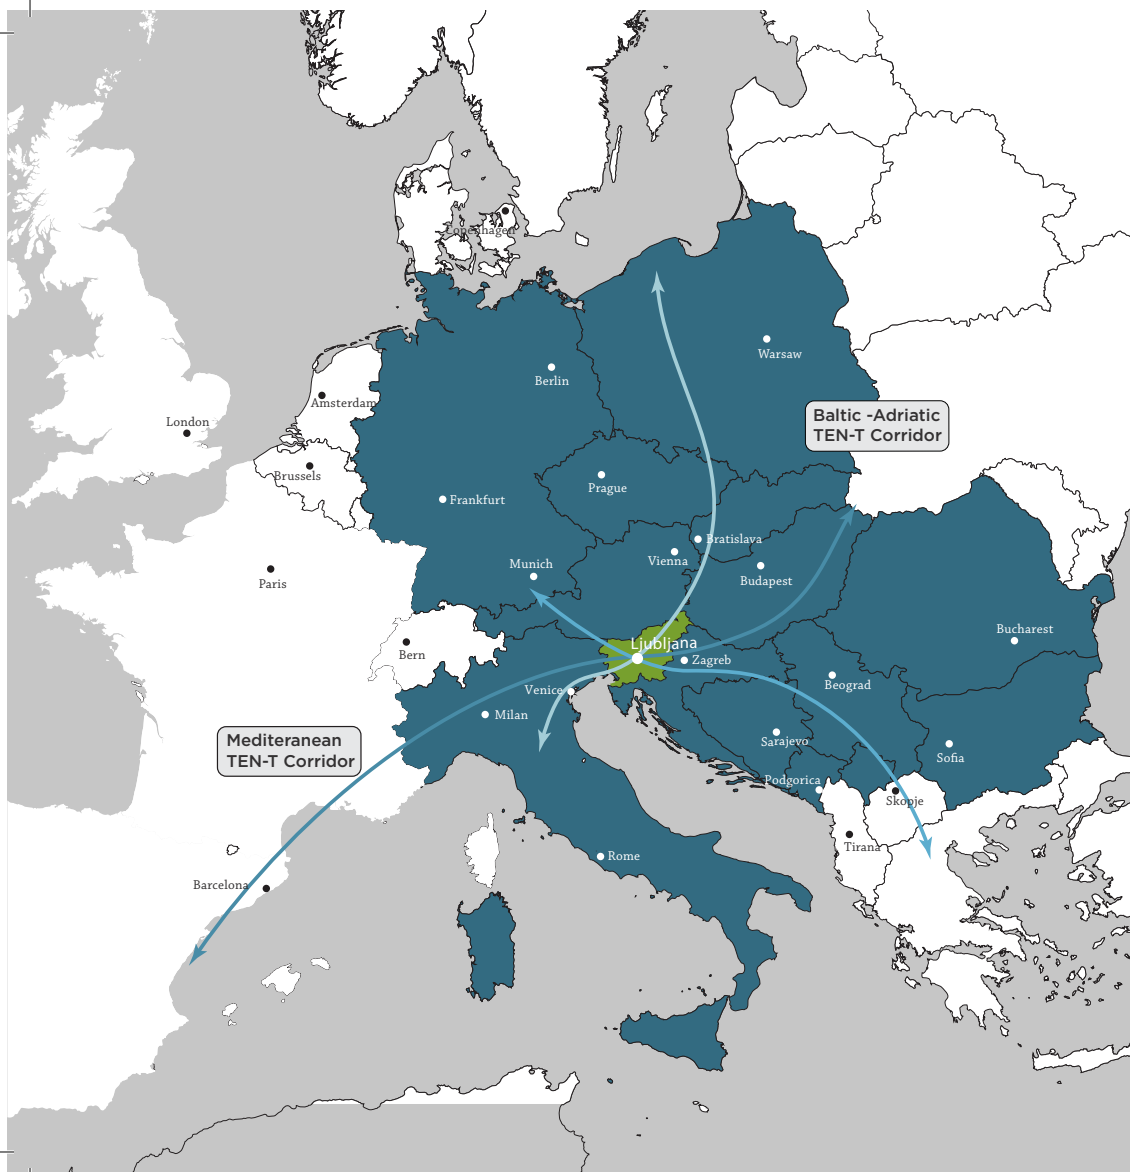 Copenhagen
Warsaw
Berlin
Amsterdam
Baltic -Adriatic
TEN-T Corridor
London
Brussels
Prague
Frankfurt
Bratislava
Vienna
Munich
Paris
Budapest
Bucharest
Ljubljana
Bern
Zagreb
Beograd
Venice
Milan
Mediteranean
TEN-T Corridor
Sarajevo
Sofia
Podgorica
Skopje
Tirana
Rome
Barcelona